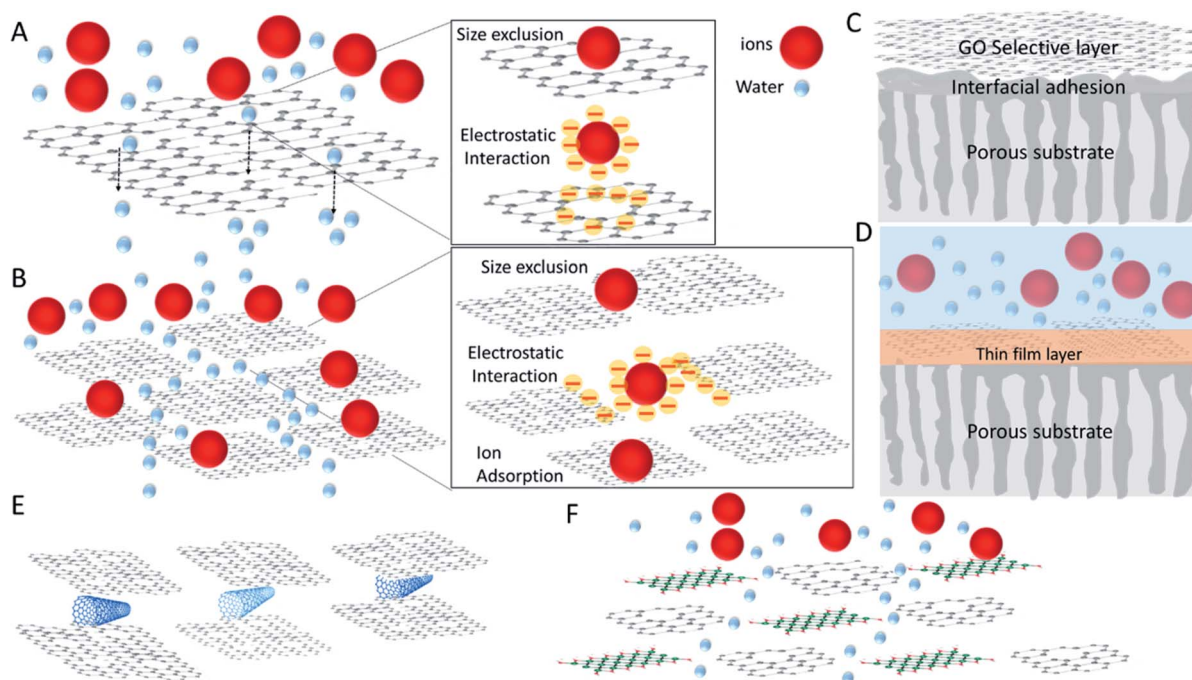 A
Size exclusion
Electrostatic
Interaction
ions
Water
C
GO Selective layer
Interfacial adhesion
Porous substrate
B
Size exclusion
Electrostatic
Interaction
Ion
Adsorption
D
Thin film layer
Porous substrate
E
F